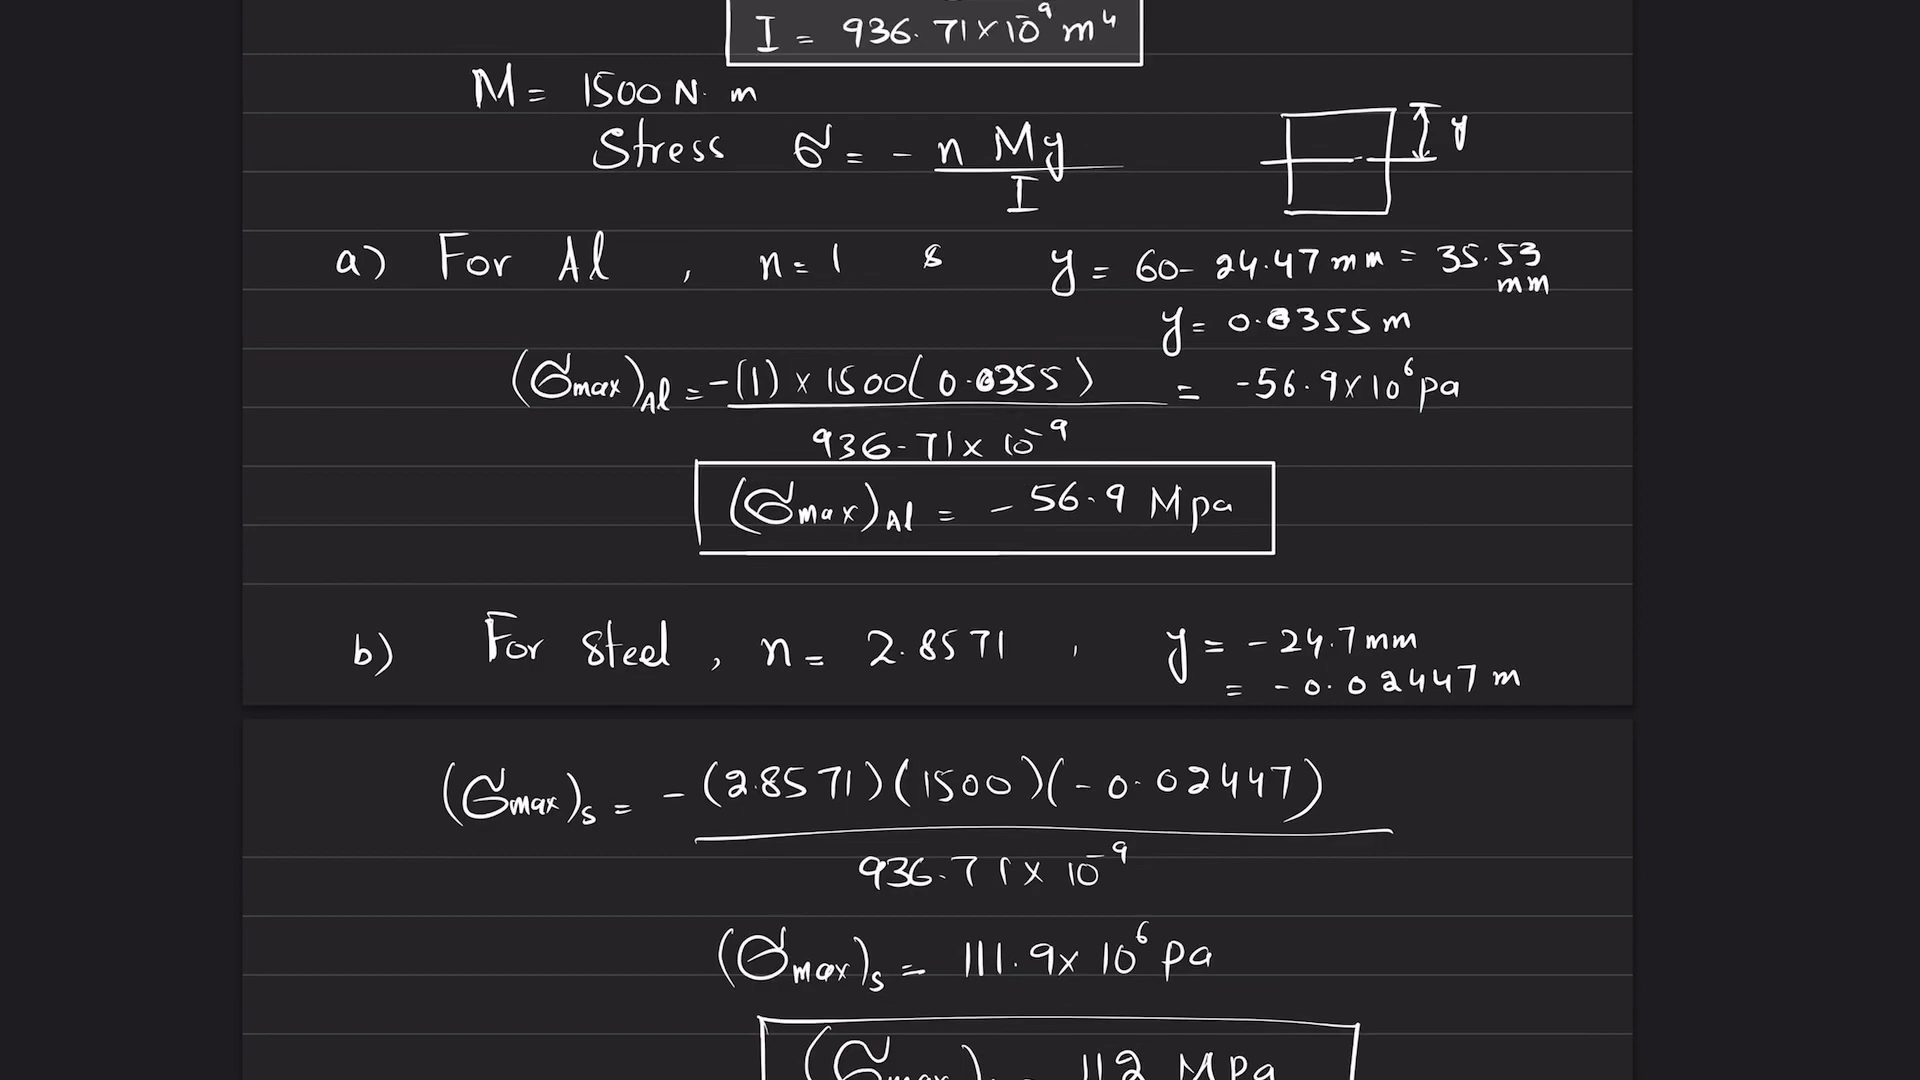 I = 936.71×10⁻⁹ m⁴
M = 1500 N·m
Stress σ = - n My / I
y
a) For Al , n = 1 & y = 60 - 24.47 mm = 35.53 mm
y = 0.0355 m
(σmax)Al = -(1) × 1500(0.0355) / 936.71 × 10⁻⁹ = -56.9×10⁶ pa
(σmax)Al = - 56.9 Mpa
b) For steel , n = 2.8571 , y = - 24.7 mm
= - 0.02447 m
(σmax)s = - (2.8571)(1500)(-0.02447) / 936.71 × 10⁻⁹
(σmax)s = 111.9× 10⁶ pa
112 MPa